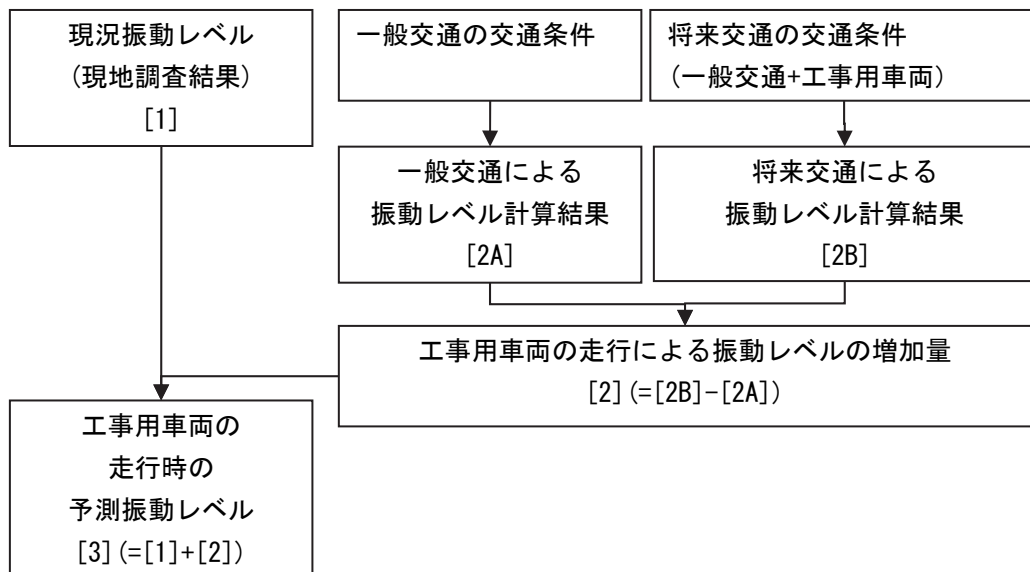 現況振動レベル
(現地調査結果)
[1]
一般交通の交通条件
将来交通の交通条件
(一般交通+工事用車両)
一般交通による
振動レベル計算結果
[2A]
将来交通による
振動レベル計算結果
[2B]
工事用車両の走行による振動レベルの増加量
[2](=[2B]-[2A])
工事用車両の
走行時の
予測振動レベル
[3](=[1]+[2])